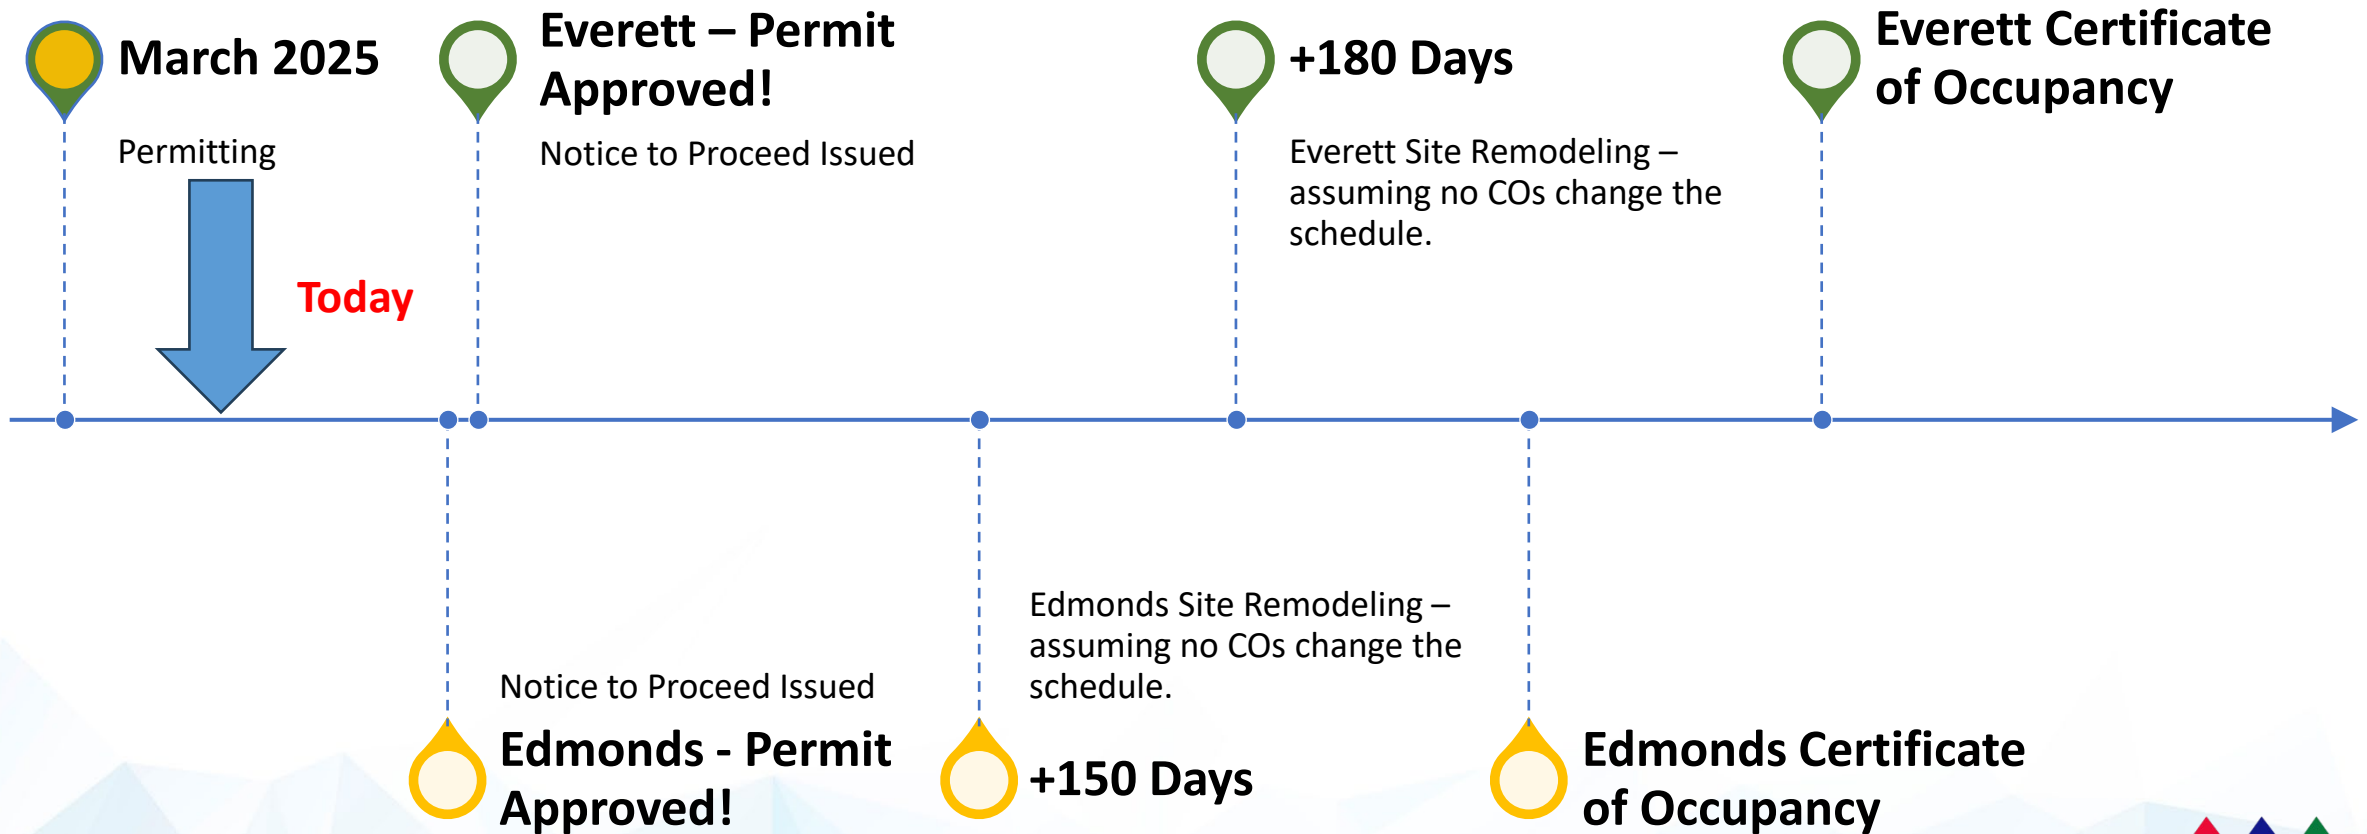 March 2025
Permitting
Today
Everett – Permit
Approved!
Notice to Proceed Issued
+180 Days
Everett Site Remodeling –
assuming no COs change the
schedule.
Everett Certificate
of Occupancy
Notice to Proceed Issued
Edmonds - Permit
Approved!
Edmonds Site Remodeling –
assuming no COs change the
schedule.
+150 Days
Edmonds Certificate
of Occupancy